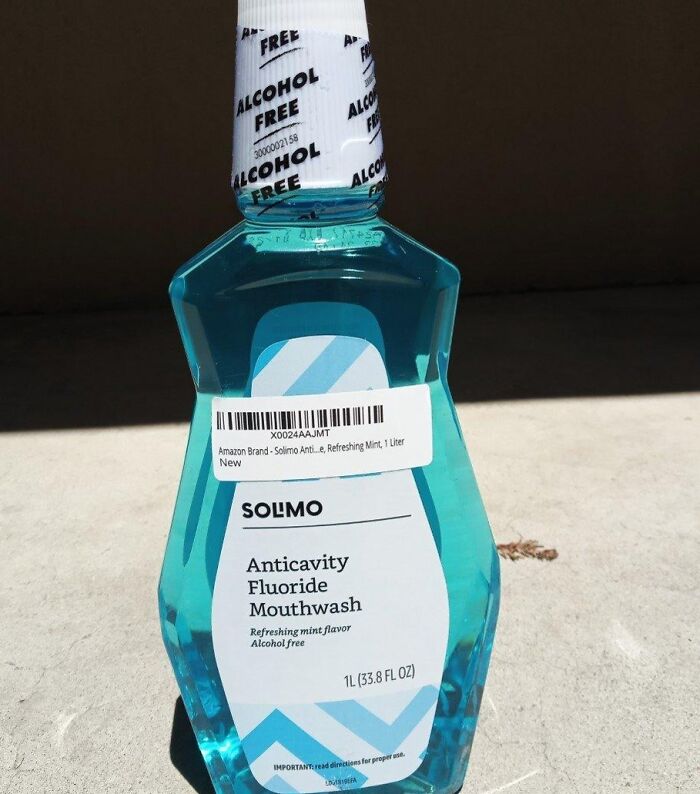 FREE
ALCOHOL
FREE
3000002158
ALCOHOL
FREE
X0024AAJMT
Amazon Brand - Solimo Anti...e, Refreshing Mint, 1 Liter
New
SOLIMO
Anticavity
Fluoride
Mouthwash
Refreshing mint flavor
Alcohol free
1L (33.8 FL OZ)
IMPORTANT: read directions for proper use.